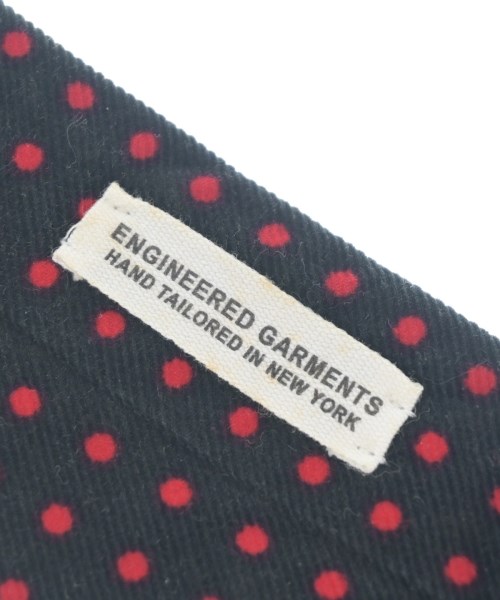 ENGINEERED GARMENTS
HAND TAILORED IN NEW YORK